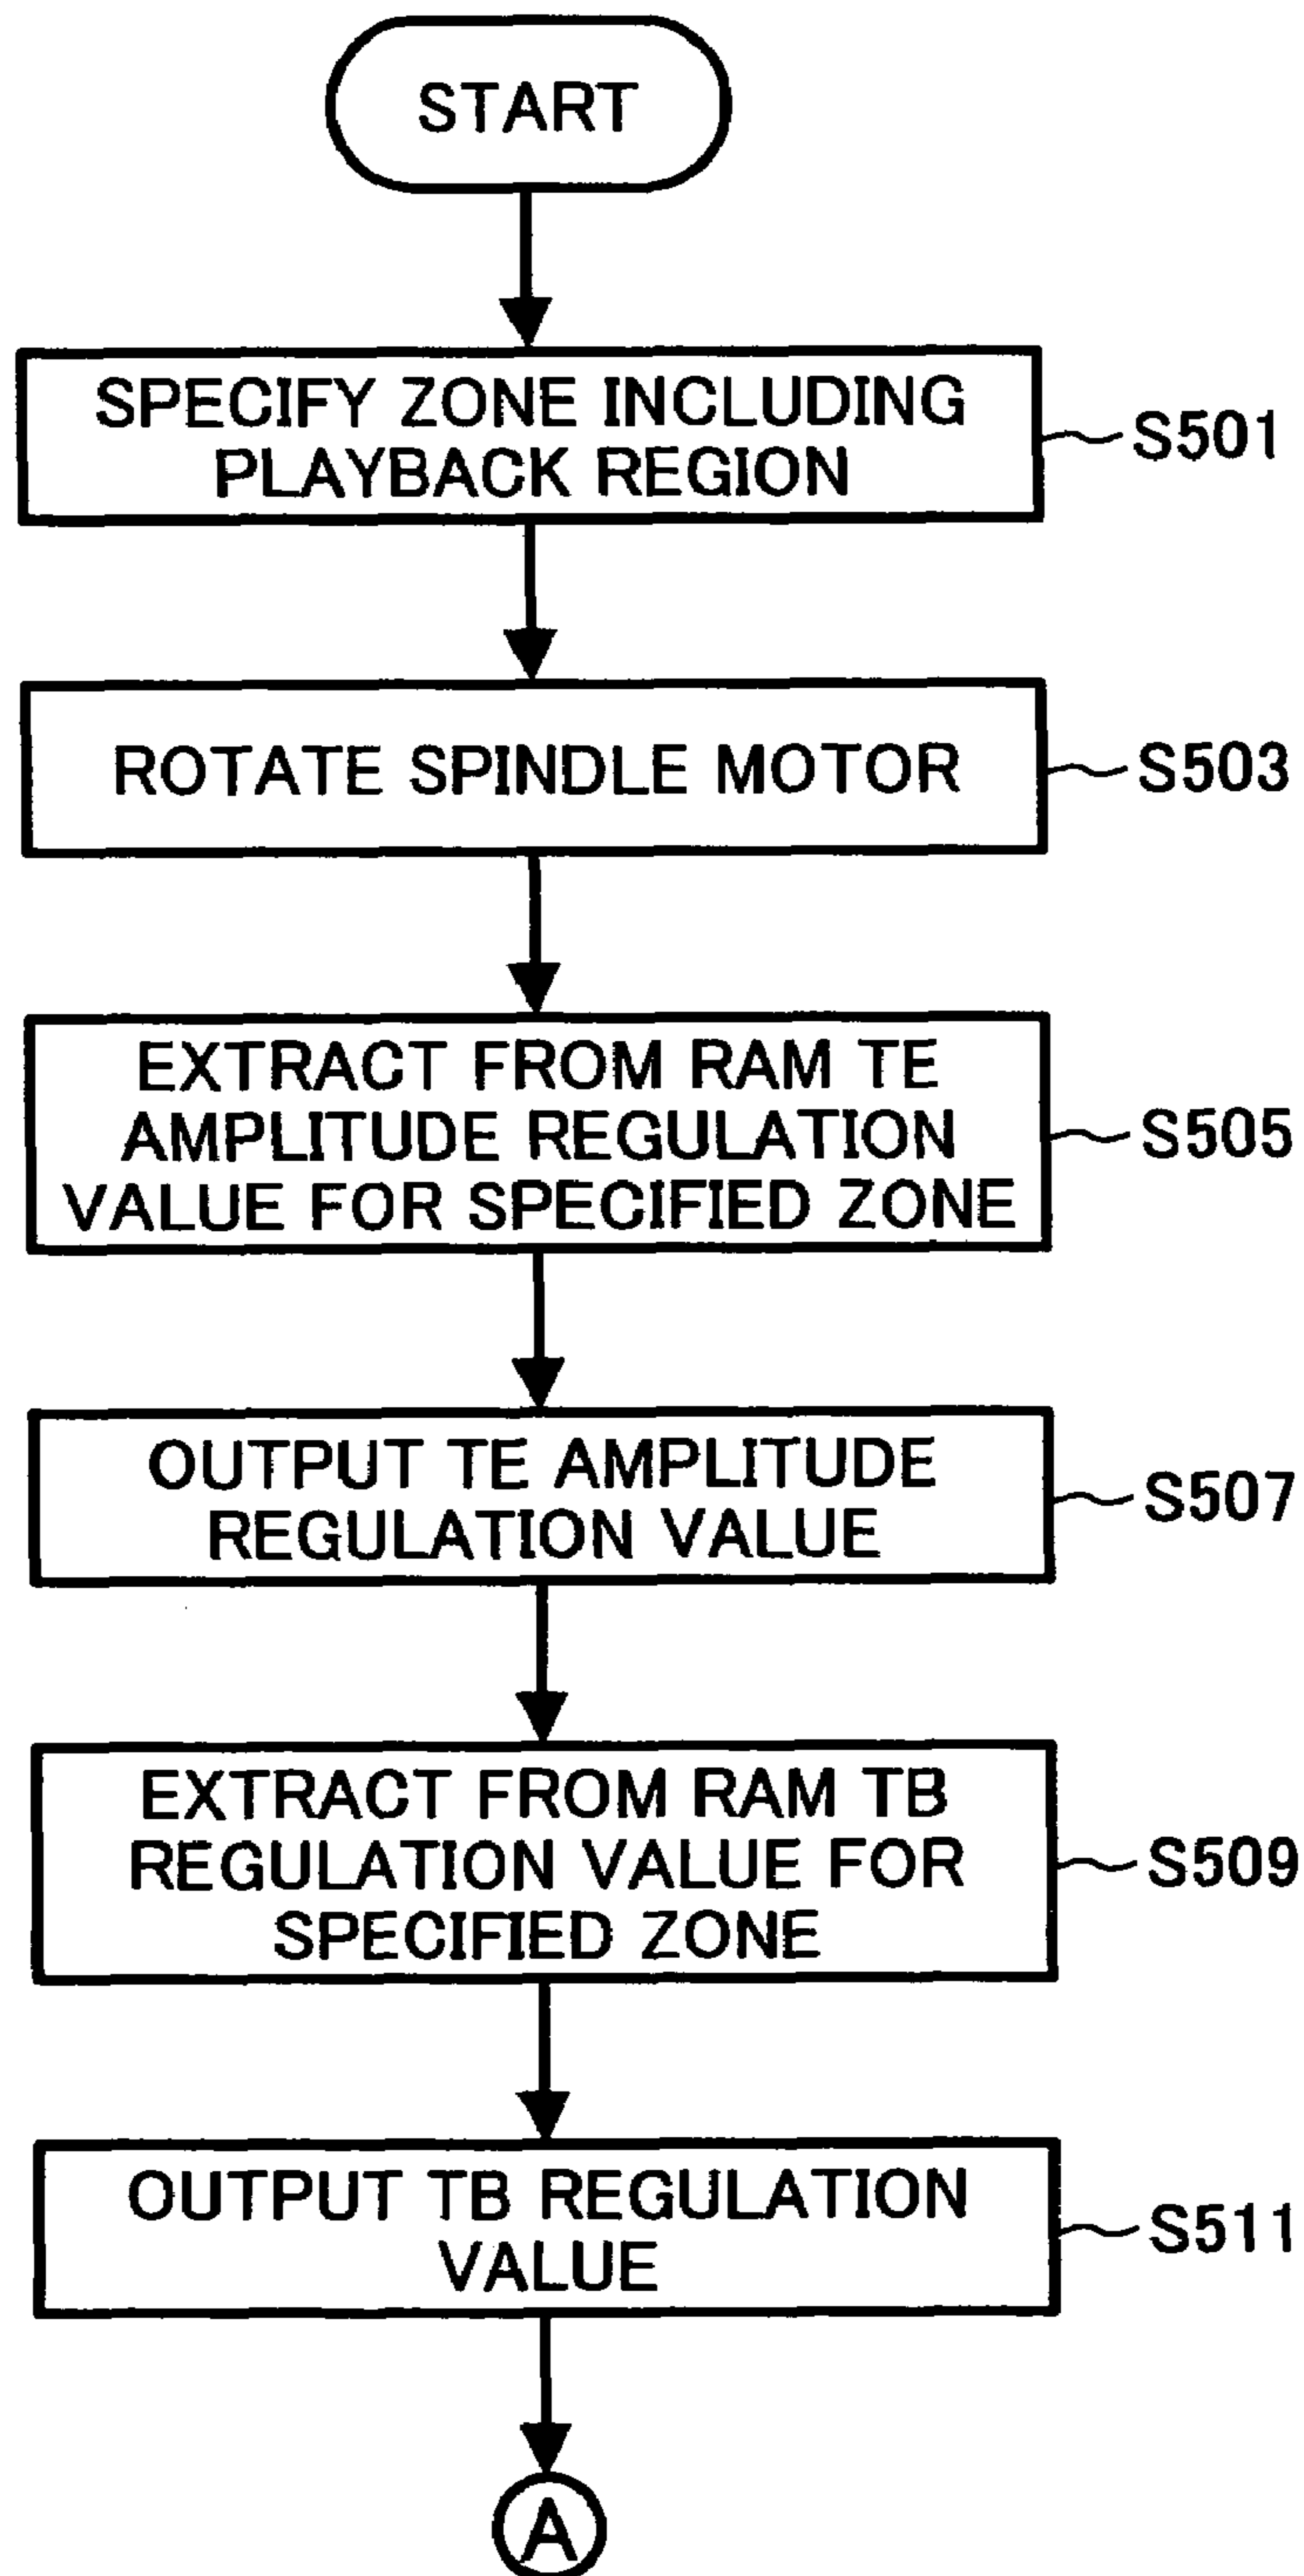 START
SPECIFY ZONE INCLUDING
PLAYBACK REGION
S501
ROTATE SPINDLE MOTOR
S503
EXTRACT FROM RAM TE
AMPLITUDE REGULATION
VALUE FOR SPECIFIED ZONE
S505
OUTPUT TE AMPLITUDE
REGULATION VALUE
S507
EXTRACT FROM RAM TB
REGULATION VALUE FOR
SPECIFIED ZONE
S509
OUTPUT TB REGULATION
VALUE
S511
A